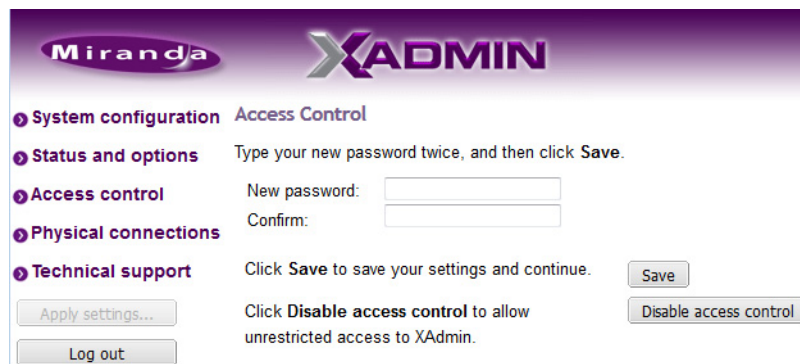 Miranda
XADMIN
System configuration
Status and options
Access control
Physical connections
Technical support
Apply settings...
Log out
Access Control
Type your new password twice, and then click Save.
New password:
Confirm:
Click Save to save your settings and continue.
Save
Click Disable access control to allow
unrestricted access to XAdmin.
Disable access control